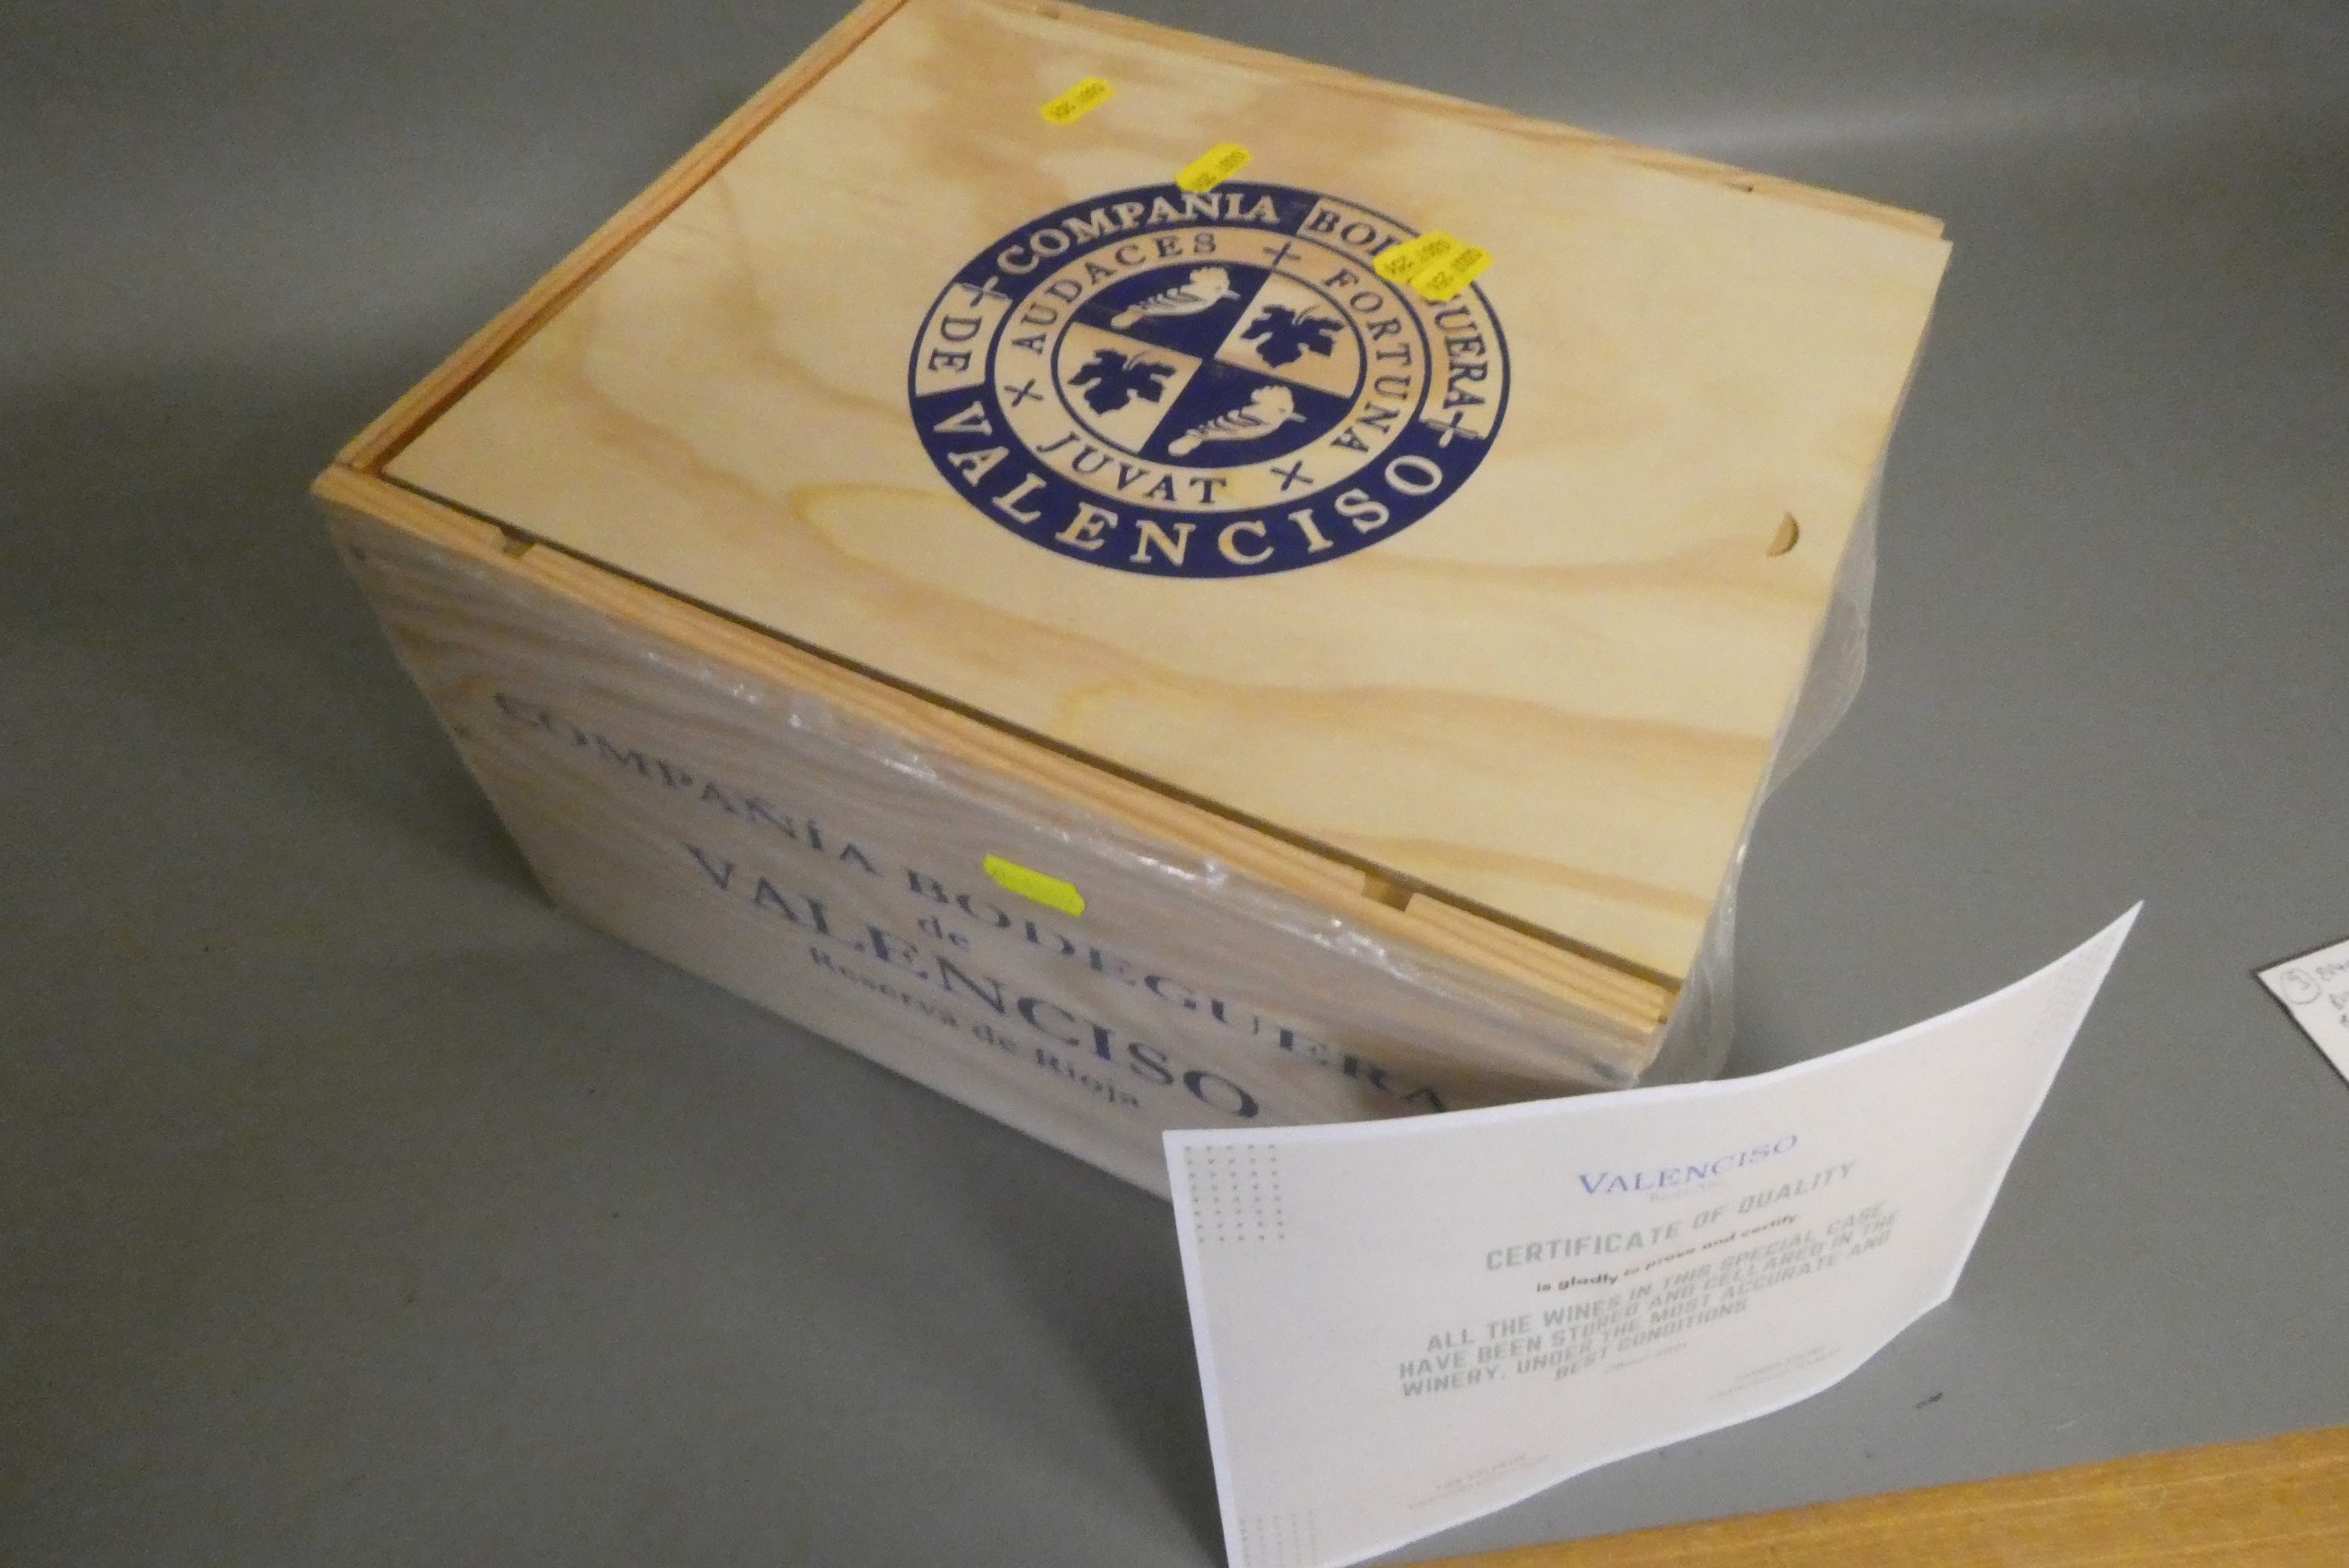 COMPAÑIA
DE VALENCISO
AUDACES FORTUNA JUVAT
COMPAÑÍA BODEGUERA
de
VALENCISO
Reserva de Rioja
VALENCISO
CERTIFICATE OF QUALITY
is gladly to prove and certify
ALL THE WINES IN THIS SPECIAL CASE
HAVE BEEN STORED AND CELLARED IN THE
WINERY, UNDER THE MOST ACCURATE AND
BEST CONDITIONS